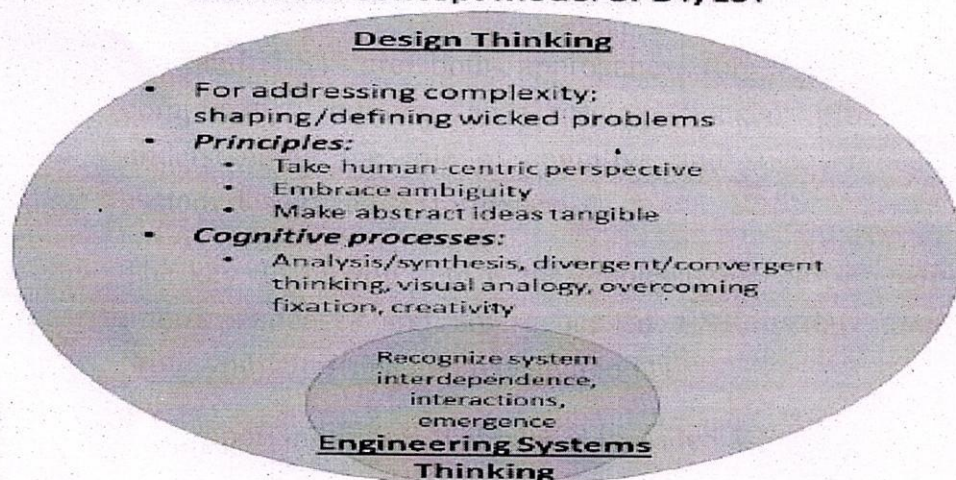 Design Thinking
• For addressing complexity:
shaping/defining wicked problems
• Principles:
• Take human-centric perspective
• Embrace ambiguity
• Make abstract ideas tangible
• Cognitive processes:
• Analysis/synthesis, divergent/convergent
thinking, visual analogy, overcoming
fixation, creativity
Recognize system
interdependence,
interactions,
emergence
Engineering Systems
Thinking